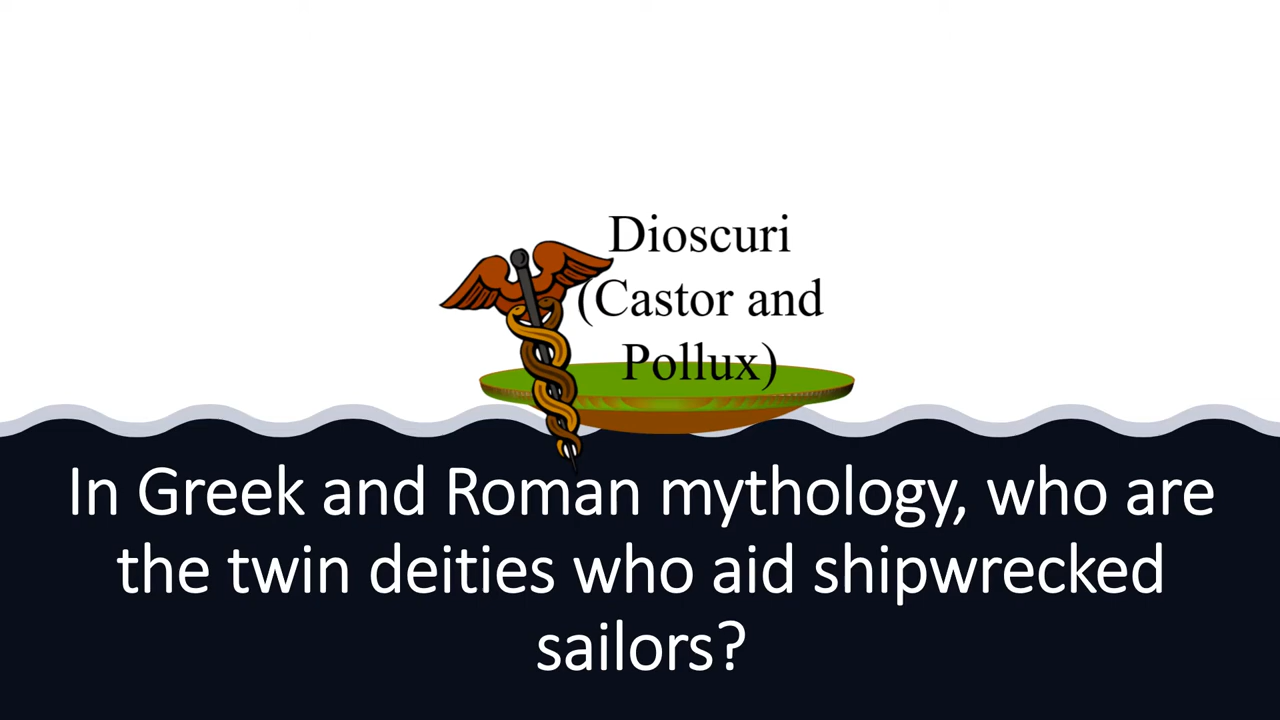 Dioscuri
(Castor and
Pollux)
In Greek and Roman mythology, who are
the twin deities who aid shipwrecked
sailors?